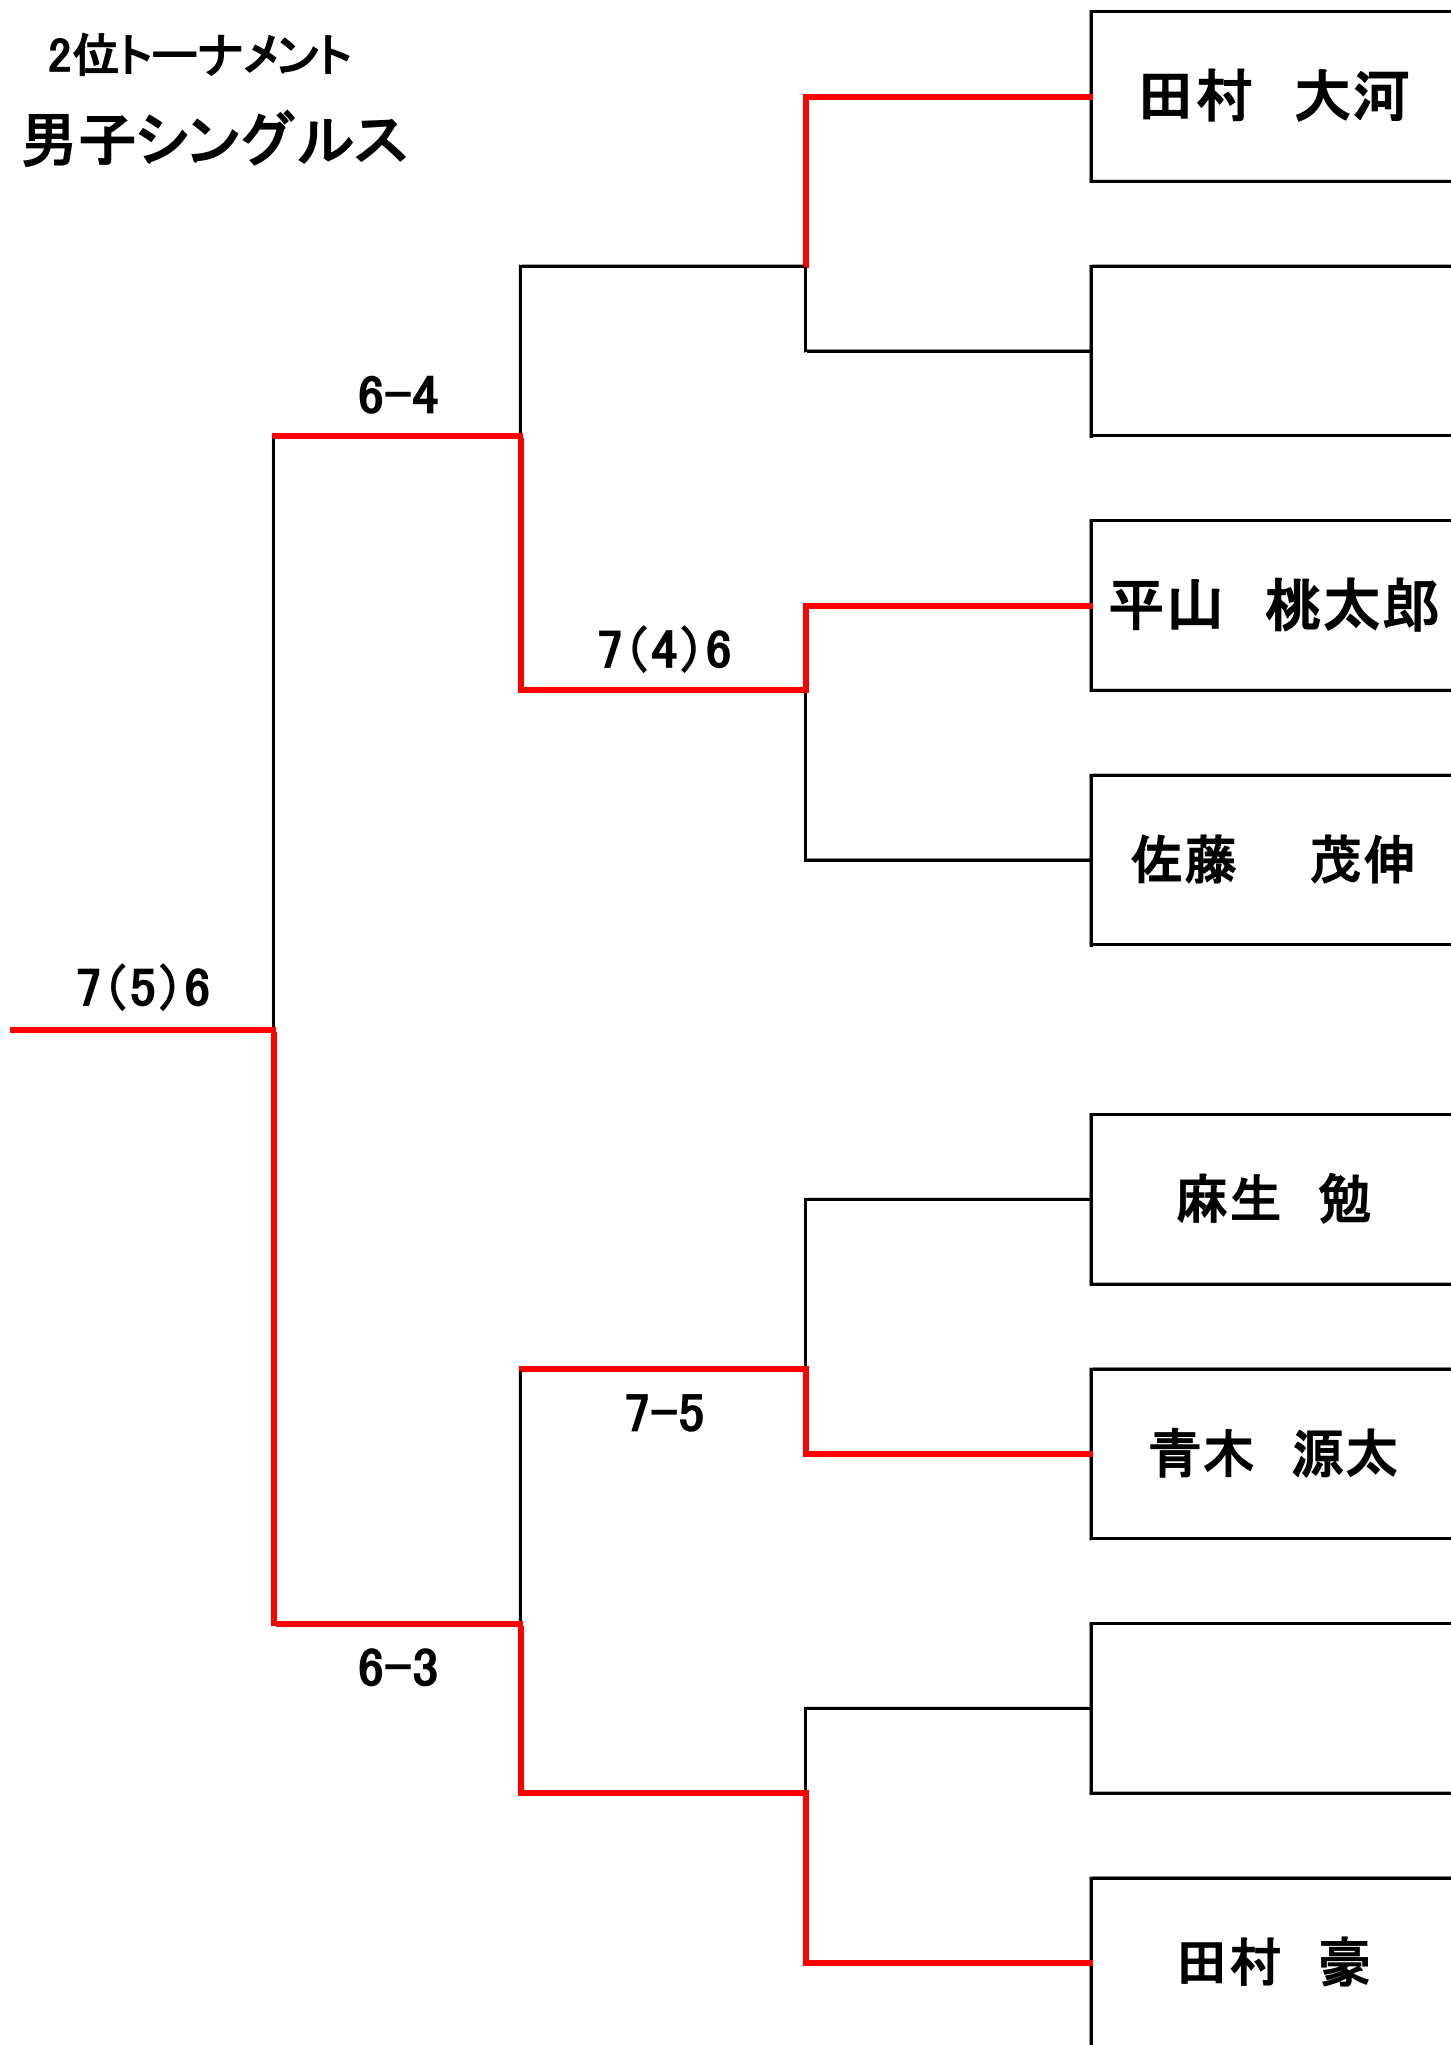 2位トーナメント
男子シングルス
田村　大河
6-4
平山　桃太郎
7(4)6
佐藤　茂伸
7(5)6
麻生　勉
7-5
青木　源太
6-3
田村　豪